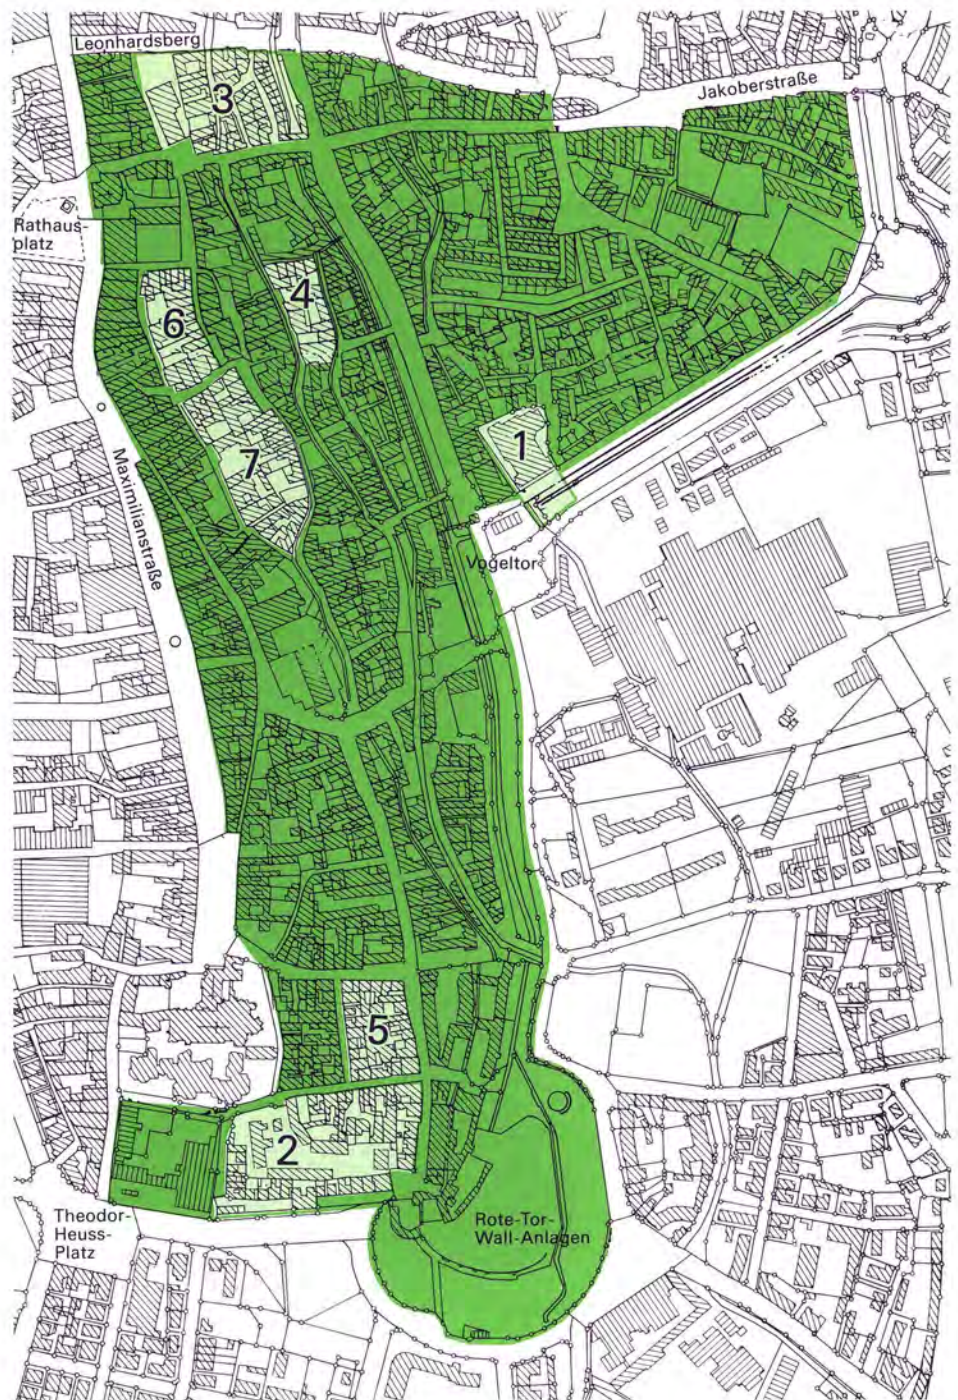 Leonhardsberg
3
Jakoberstraße
Rathaus-
platz
4
6
1
7
Maximilianstraße
Vogeltor
5
2
Theodor-
Heuss-
Platz
Rote-Tor-
Wall-Anlagen